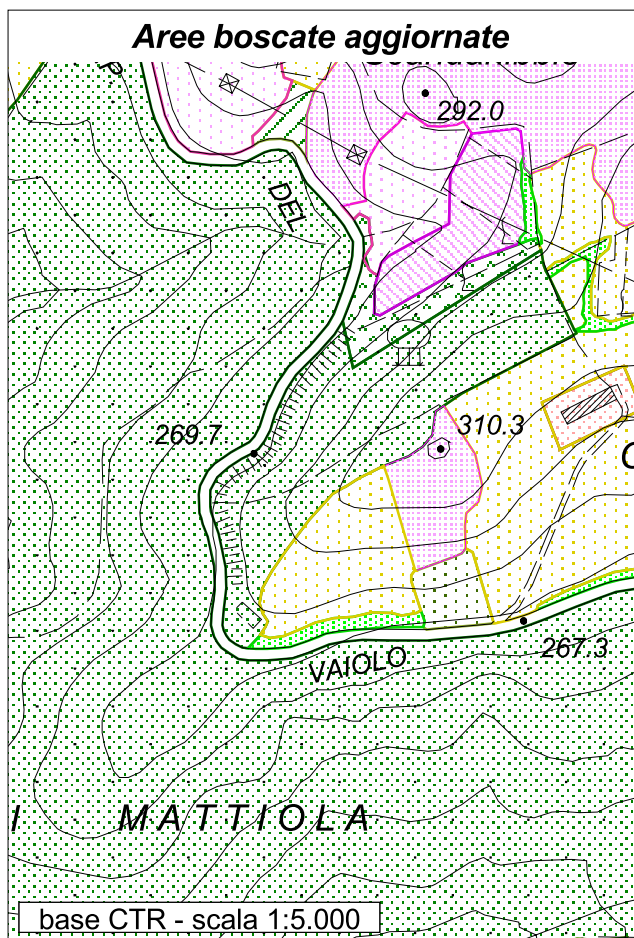 Aree boscate aggiornate
292.0
DEL
269.7
310.3
267.3
VAIOLO
MATTIOLA
base CTR - scala 1:5.000